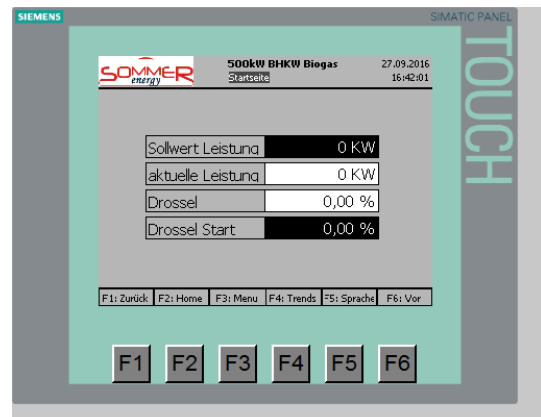 SIEMENS
SIMATIC PANEL
TOUCH
SOMMER
energy
500kW BHKW Biogas
Startseite
27.09.2016
16:42:01
Sollwert Leistung 0 KW
aktuelle Leistung 0 KW
Drossel 0,00 %
Drossel Start 0,00 %
F1: Zurück F2: Home F3: Menu F4: Trends F5: Sprache F6: Vor
F1 F2 F3 F4 F5 F6